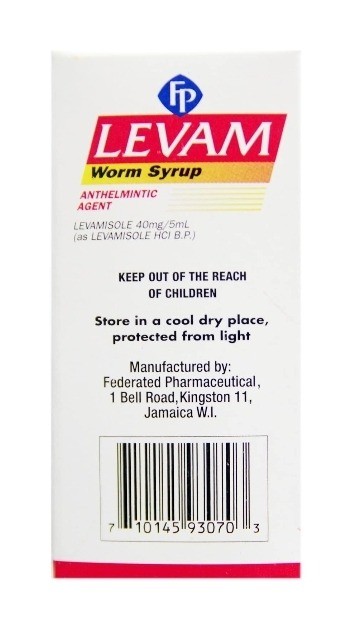 FP
LEVAM
Worm Syrup
ANTHELMINTIC
AGENT
LEVAMISOLE 40mg/5mL
(as LEVAMISOLE HCl B.P.)
KEEP OUT OF THE REACH
OF CHILDREN
Store in a cool dry place,
protected from light
Manufactured by:
Federated Pharmaceutical,
1 Bell Road, Kingston 11,
Jamaica W.I.
7 10145 93070 3